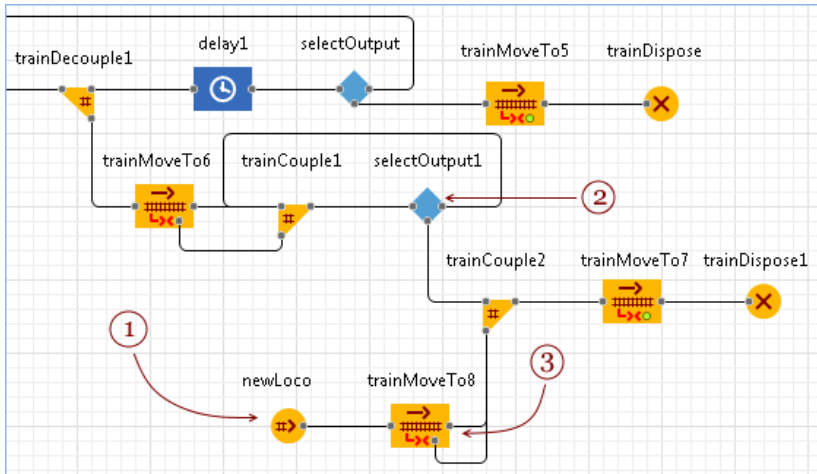 delay1
selectOutput
trainMoveTo5
trainDispose
trainDecouple1
trainMoveTo6
trainCouple1
selectOutput1
2
trainCouple2
trainMoveTo7
trainDispose1
1
3
newLoco
trainMoveTo8